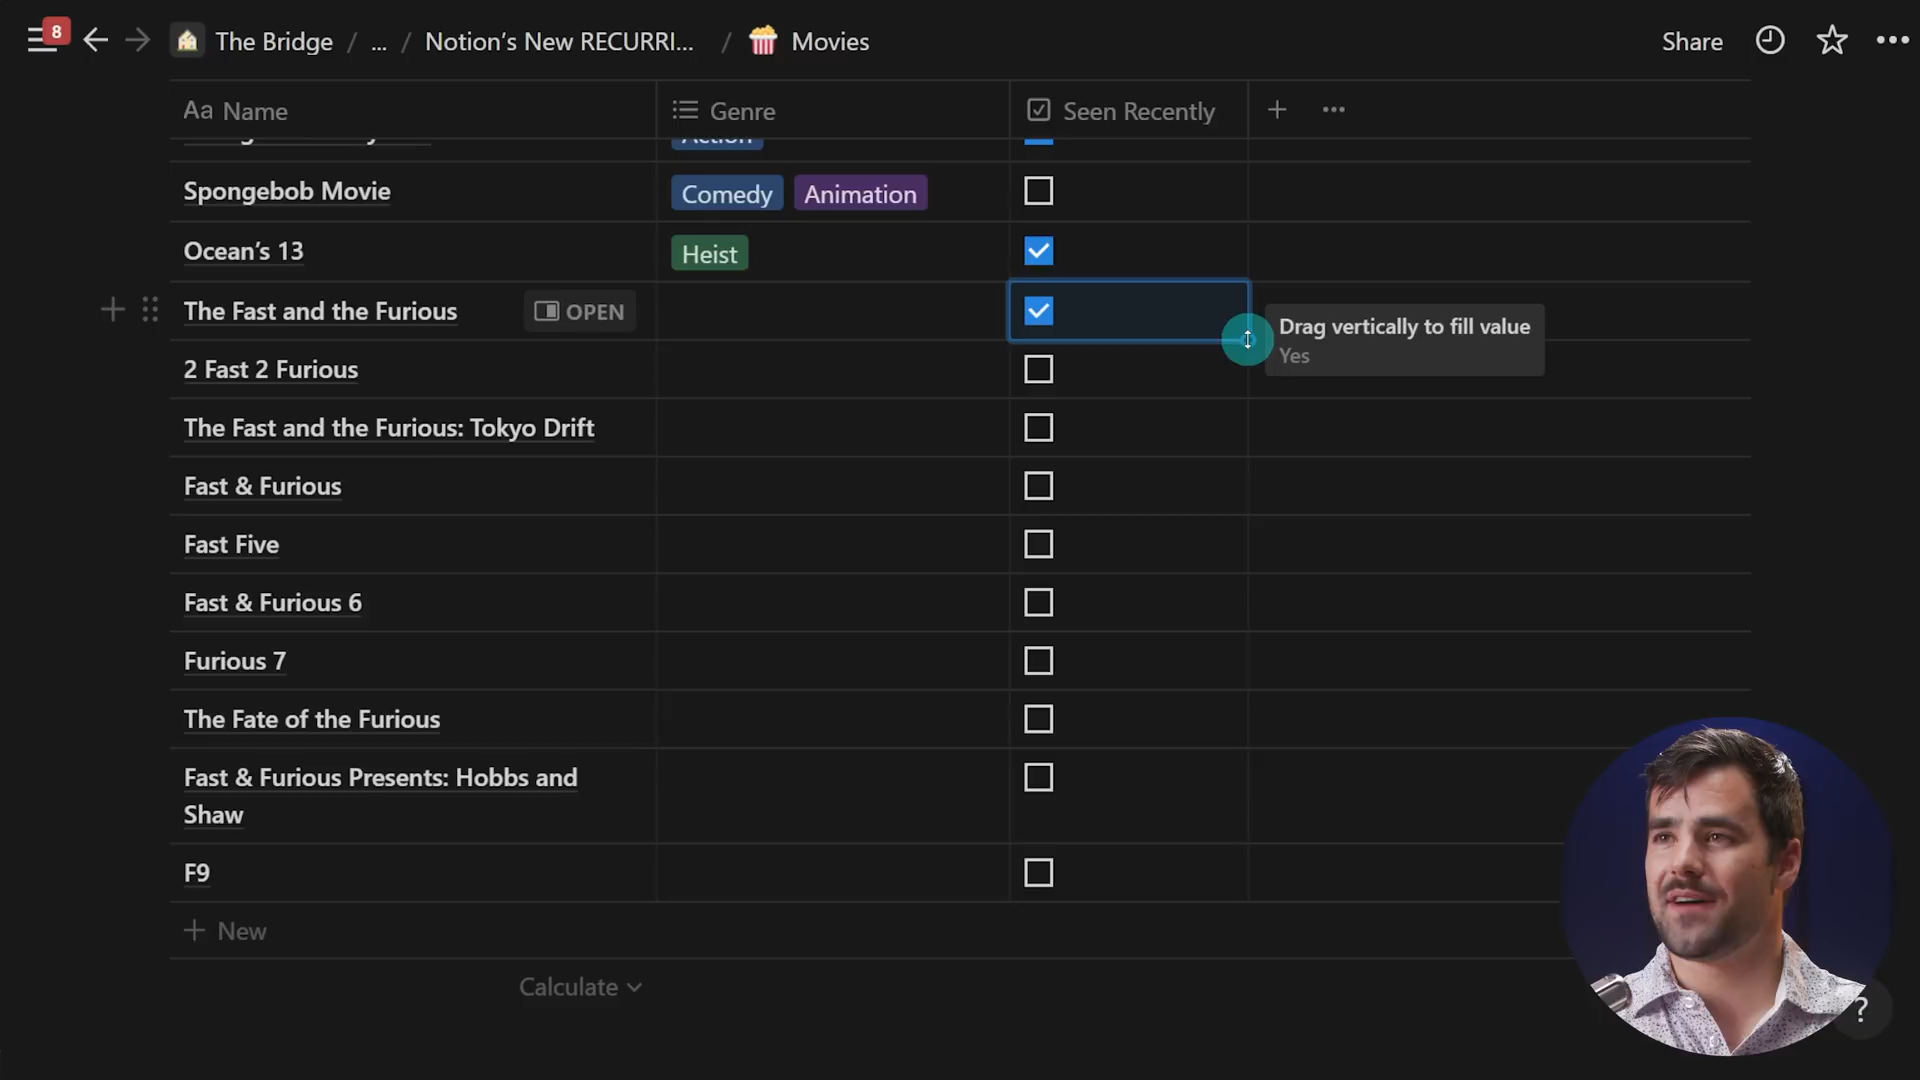 8
The Bridge / ... / Notion's New RECURRI... / Movies
Share
Aa Name
Genre
Seen Recently
Action
Spongebob Movie
Comedy Animation
Ocean's 13
Heist
The Fast and the Furious
OPEN
Drag vertically to fill value
Yes
2 Fast 2 Furious
The Fast and the Furious: Tokyo Drift
Fast & Furious
Fast Five
Fast & Furious 6
Furious 7
The Fate of the Furious
Fast & Furious Presents: Hobbs and
Shaw
F9
+ New
Calculate
?